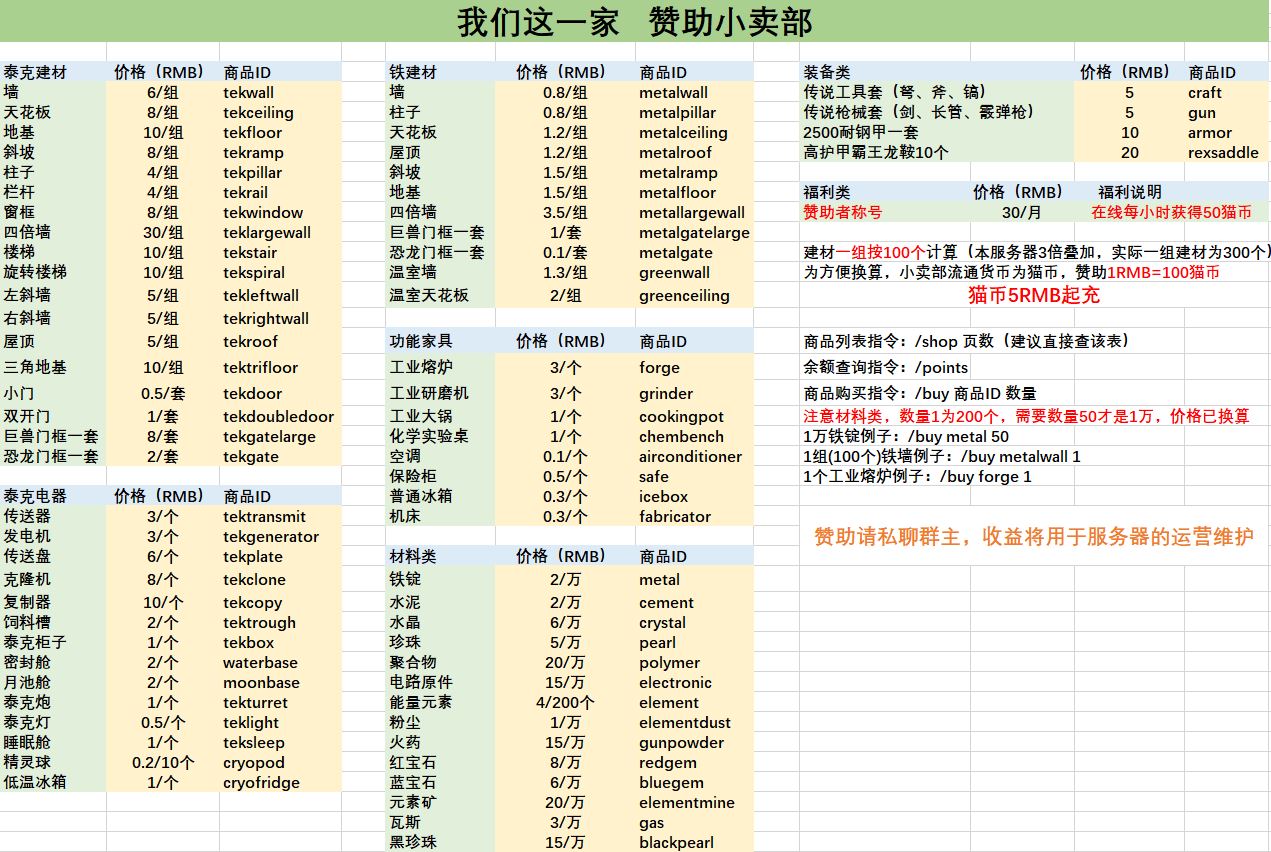 我们这一家 赞助小卖部
泰克建材 价格（RMB） 商品ID
墙 6/组 tekwall
天花板 8/组 tekceiling
地基 10/组 tekfloor
斜坡 8/组 tekramp
柱子 4/组 tekpillar
栏杆 4/组 tekrail
窗框 8/组 tekwindow
四倍墙 30/组 teklargewall
楼梯 10/组 tekstair
旋转楼梯 10/组 tekspiral
左斜墙 5/组 tekleftwall
右斜墙 5/组 tekrightwall
屋顶 5/组 tekroof
三角地基 10/组 tektrifloor
小门 0.5/套 tekdoor
双开门 1/套 tekdoubledoor
巨兽门框一套 8/套 tekgatelarge
恐龙门框一套 2/套 tekgate
泰克电器 价格（RMB） 商品ID
传送器 3/个 tektransmit
发电机 3/个 tekgenerator
传送盘 6/个 tekplate
克隆机 8/个 tekclone
复制器 10/个 tekcopy
饲料槽 2/个 tektrough
泰克柜子 1/个 tekbox
密封舱 2/个 waterbase
月池舱 2/个 moonbase
泰克炮 1/个 tekturret
泰克灯 0.5/个 teklight
睡眠舱 1/个 teksleep
精灵球 0.2/10个 cryopod
低温冰箱 1/个 cryofridge
铁建材 价格（RMB） 商品ID
墙 0.8/组 metalwall
柱子 0.8/组 metalpillar
天花板 1.2/组 metalceiling
屋顶 1.2/组 metalroof
斜坡 1.5/组 metalramp
地基 1.5/组 metalfloor
四倍墙 3.5/组 metallargewall
巨兽门框一套 1/套 metalgatelarge
恐龙门框一套 0.1/套 metalgate
温室墙 1.3/组 greenwall
温室天花板 2/组 greenceiling
功能家具 价格（RMB） 商品ID
工业熔炉 3/个 forge
工业研磨机 3/个 grinder
工业大锅 1/个 cookingpot
化学实验桌 1/个 chembench
空调 0.1/个 airconditioner
保险柜 0.5/个 safe
普通冰箱 0.3/个 icebox
机床 0.3/个 fabricator
材料类 价格（RMB） 商品ID
铁锭 2/万 metal
水泥 2/万 cement
水晶 6/万 crystal
珍珠 5/万 pearl
聚合物 20/万 polymer
电路原件 15/万 electronic
能量元素 4/200个 element
粉尘 1/万 elementdust
火药 15/万 gunpowder
红宝石 8/万 redgem
蓝宝石 6/万 bluegem
元素矿 20/万 elementmine
瓦斯 3/万 gas
黑珍珠 15/万 blackpearl
装备类 价格（RMB） 商品ID
传说工具套（弩、斧、镐） 5 craft
传说枪械套（剑、长管、霰弹枪） 5 gun
2500耐钢甲一套 10 armor
高护甲霸王龙鞍10个 20 rexsaddle
福利类 价格（RMB） 福利说明
赞助者称号 30/月 在线每小时获得50猫币
建材一组按100个计算（本服务器3倍叠加，实际一组建材为300个）
为方便换算，小卖部流通货币为猫币，赞助1RMB=100猫币
猫币5RMB起充
商品列表指令：/shop 页数（建议直接查该表）
余额查询指令：/points
商品购买指令：/buy 商品ID 数量
注意材料类，数量1为200个，需要数量50才是1万，价格已换算
1万铁锭例子：/buy metal 50
1组(100个)铁墙例子：/buy metalwall 1
1个工业熔炉例子：/buy forge 1
赞助请私聊群主，收益将用于服务器的运营维护